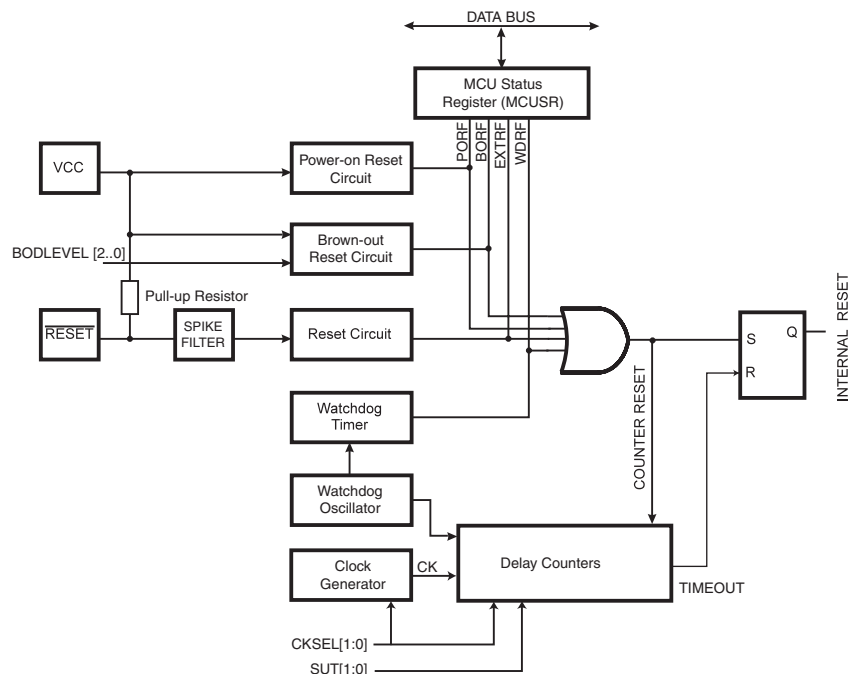 DATA BUS
MCU Status
Register (MCUSR)
PORF
BORF
EXTRF
WDRF
VCC
Power-on Reset
Circuit
BODLEVEL [2..0]
Brown-out
Reset Circuit
Pull-up Resistor
RESET
SPIKE
FILTER
Reset Circuit
S
Q
R
INTERNAL RESET
COUNTER RESET
Watchdog
Timer
Watchdog
Oscillator
Clock
Generator
CK
Delay Counters
TIMEOUT
CKSEL[1:0]
SUT[1:0]